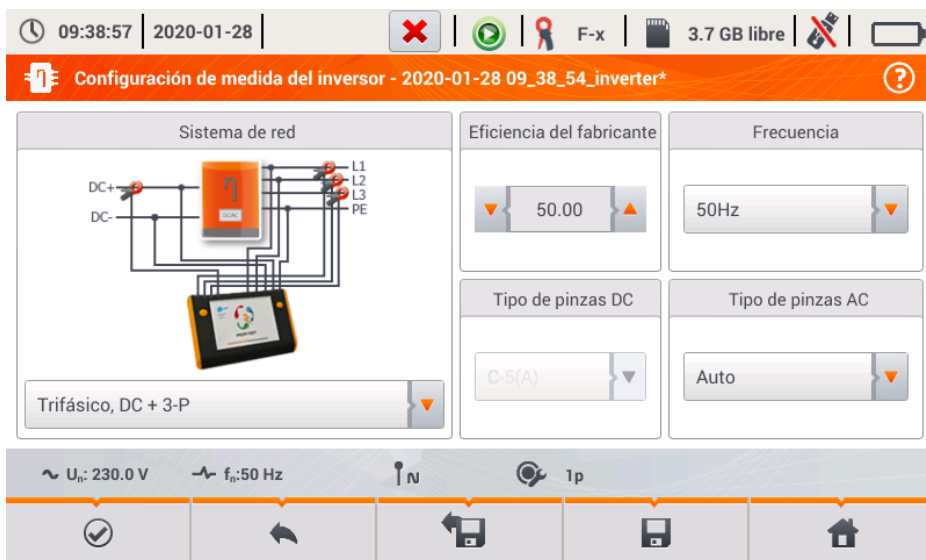 09:38:57 2020-01-28 F-x 3.7 GB libre
Configuración de medida del inversor - 2020-01-28 09_38_54_inverter*
Sistema de red
DC+
DC-
L1
L2
L3
PE
DC/AC
Trifásico, DC + 3-P
Eficiencia del fabricante
50.00
Frecuencia
50Hz
Tipo de pinzas DC
C-5(A)
Tipo de pinzas AC
Auto
Un: 230.0 V fn:50 Hz N 1p